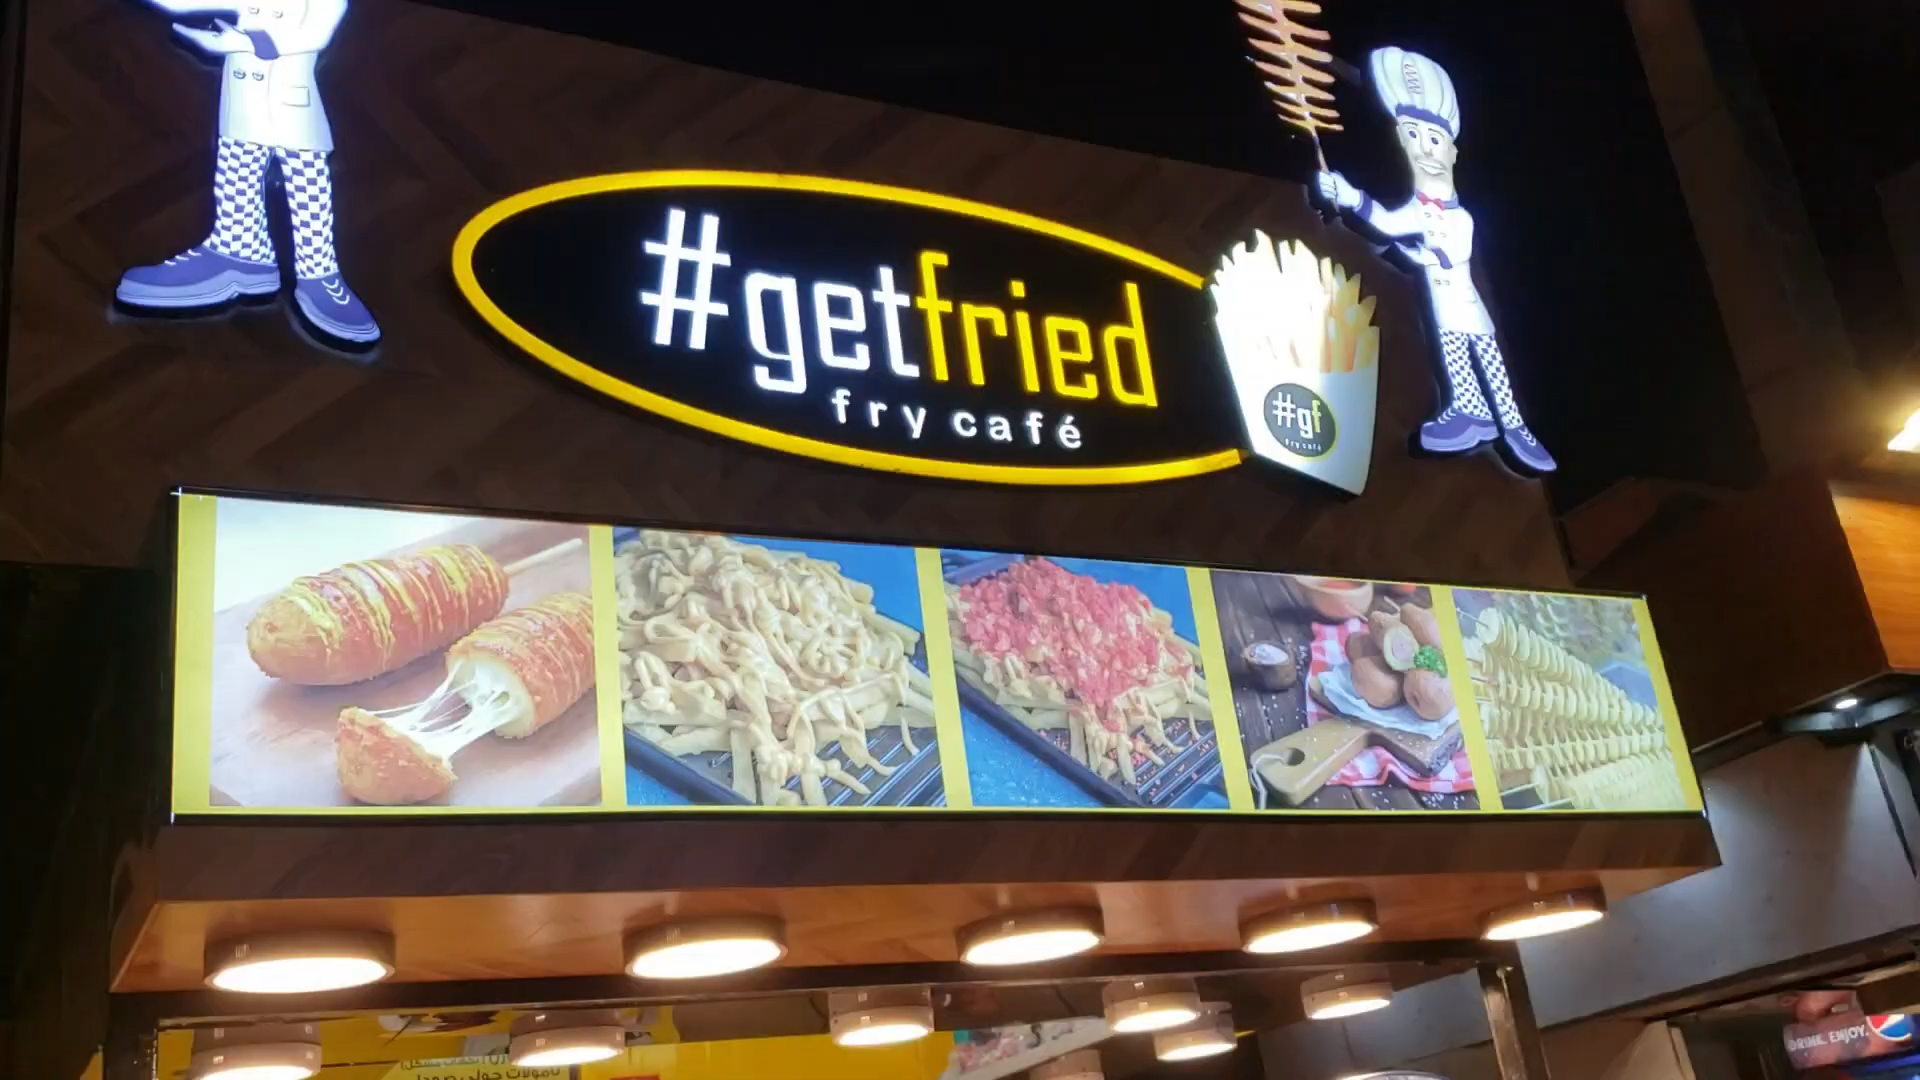 #getfried
fry café
#gf
fry café
DRINK. ENJOY.